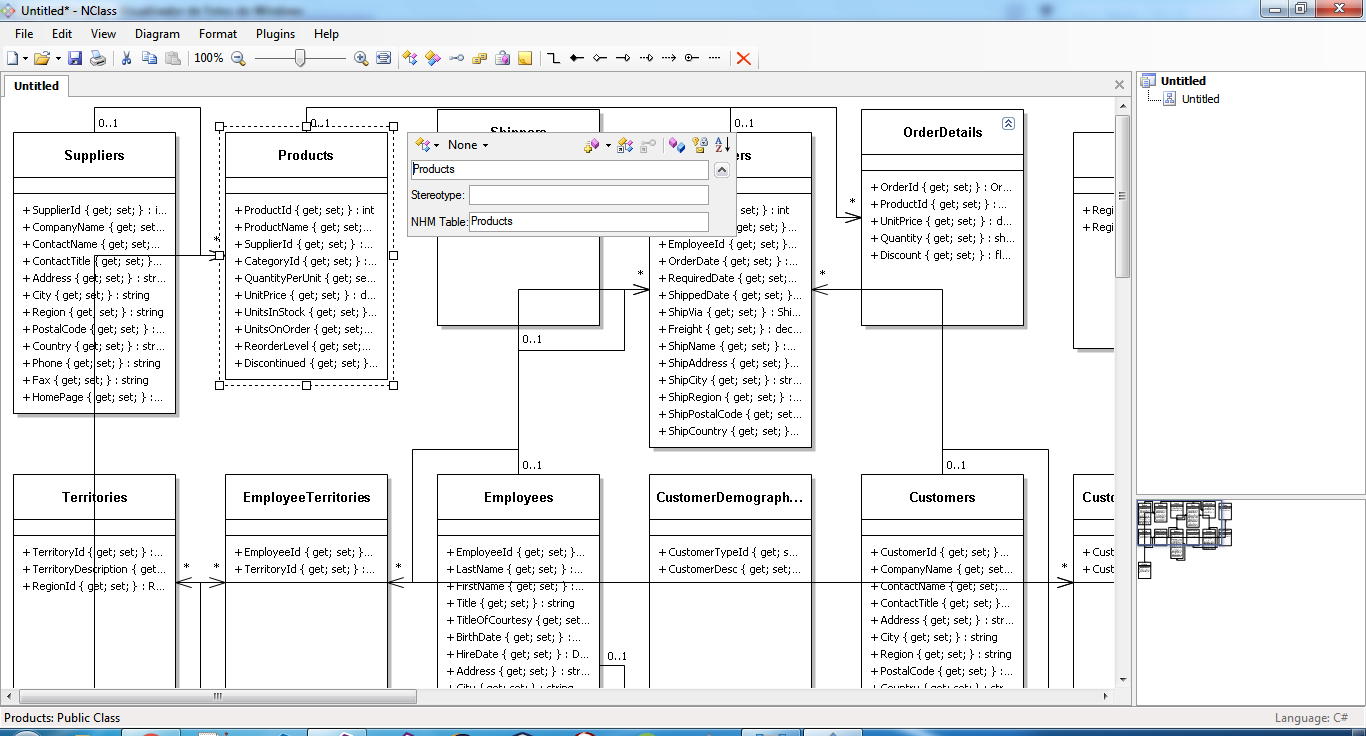 Untitled* - NClass
File Edit View Diagram Format Plugins Help
100%
Untitled
0..1
Suppliers
+ SupplierId { get; set; } : i...
+ CompanyName { get; set...
+ ContactName { get; set;...
+ ContactTitle { get; set; }...
+ Address { get; set; } : str...
+ City { get; set; } : string
+ Region { get; set; } : string
+ PostalCode { get; set; } :...
+ Country { get; set; } : str...
+ Phone { get; set; } : string
+ Fax { get; set; } : string
+ HomePage { get; set; } :...
*
0..1
Products
+ ProductId { get; set; } : int
+ ProductName { get; set;...
+ SupplierId { get; set; } :...
+ CategoryId { get; set; } :...
+ QuantityPerUnit { get; se...
+ UnitPrice { get; set; } : d...
+ UnitsInStock { get; set; }...
+ UnitsOnOrder { get; set;...
+ ReorderLevel { get; set;...
+ Discontinued { get; set; }...
Shippers
None
Products
Stereotype:
NHM Table: Products
0..1
ers
; set; } : int
EmployeeId { get; set; }...
+ OrderDate { get; set; } :...
+ RequiredDate { get; set;...
+ ShippedDate { get; set; }...
+ ShipVia { get; set; } : Shi...
+ Freight { get; set; } : dec...
+ ShipName { get; set; } :...
+ ShipAddress { get; set; }...
+ ShipCity { get; set; } : str...
+ ShipRegion { get; set; }...
+ ShipPostalCode { get; set...
+ ShipCountry { get; set; }...
*
*
0..1
OrderDetails
+ OrderId { get; set; } : Or...
+ ProductId { get; set; } :...
+ UnitPrice { get; set; } : d...
+ Quantity { get; set; } : sh...
+ Discount { get; set; } : fl...
*
+ Regi
+ Regi
0..1
0..1
Territories
+ TerritoryId { get; set; } :...
+ TerritoryDescription { get...
+ RegionId { get; set; } : R...
*
*
EmployeeTerritories
+ EmployeeId { get; set; }...
+ TerritoryId { get; set; } :...
*
Employees
+ EmployeeId { get; set; }...
+ LastName { get; set; } :...
+ FirstName { get; set; } :...
+ Title { get; set; } : string
+ TitleOfCourtesy { get; set...
+ BirthDate { get; set; } :...
+ HireDate { get; set; } : D...
+ Address { get; set; } : str...
+ City { get; set; } : string
0..1
CustomerDemograph...
+ CustomerTypeId { get; s...
+ CustomerDesc { get; set;...
Customers
+ CustomerId { get; set; }...
+ CompanyName { get; set...
+ ContactName { get; set;...
+ ContactTitle { get; set; }...
+ Address { get; set; } : str...
+ City { get; set; } : string
+ Region { get; set; } : string
+ PostalCode { get; set; } :...
+ Country { get; set; } : str...
*
Custo
+ Cust
+ Cust
Untitled
Untitled
Products: Public Class
Language: C#